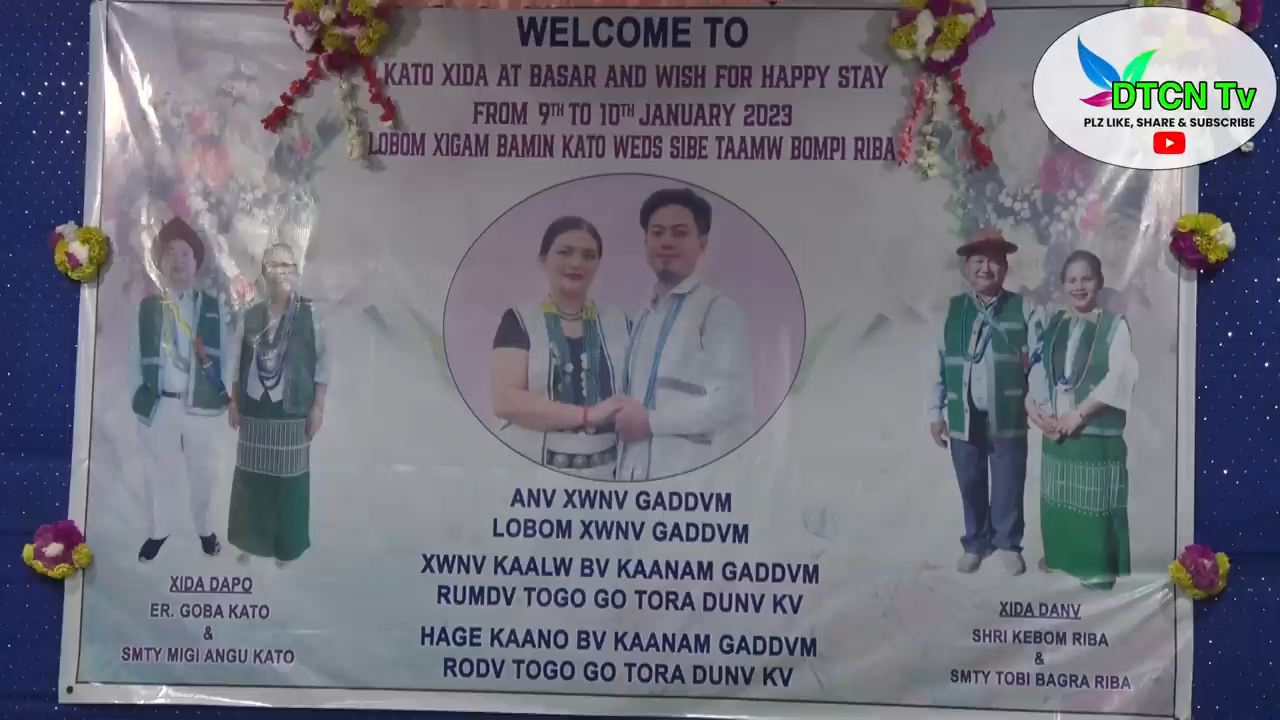 WELCOME TO
KATO XIDA AT BASAR AND WISH FOR HAPPY STAY
FROM 9TH TO 10TH JANUARY 2023
LOBOM XIGAM BAMIN KATO WEDS SIBE TAAMW BOMPI RIBA
DTCN Tv
PLZ LIKE, SHARE & SUBSCRIBE
ANV XWNV GADDVM
LOBOM XWNV GADDVM
XWNV KAALW BV KAANAM GADDVM
RUMDV TOGO GO TORA DUNV KV
HAGE KAANO BV KAANAM GADDVM
RODV TOGO GO TORA DUNV KV
XIDA DAPO
ER. GOBA KATO
&
SMTY MIGI ANGU KATO
XIDA DANV
SHRI KEBOM RIBA
&
SMTY TOBI BAGRA RIBA